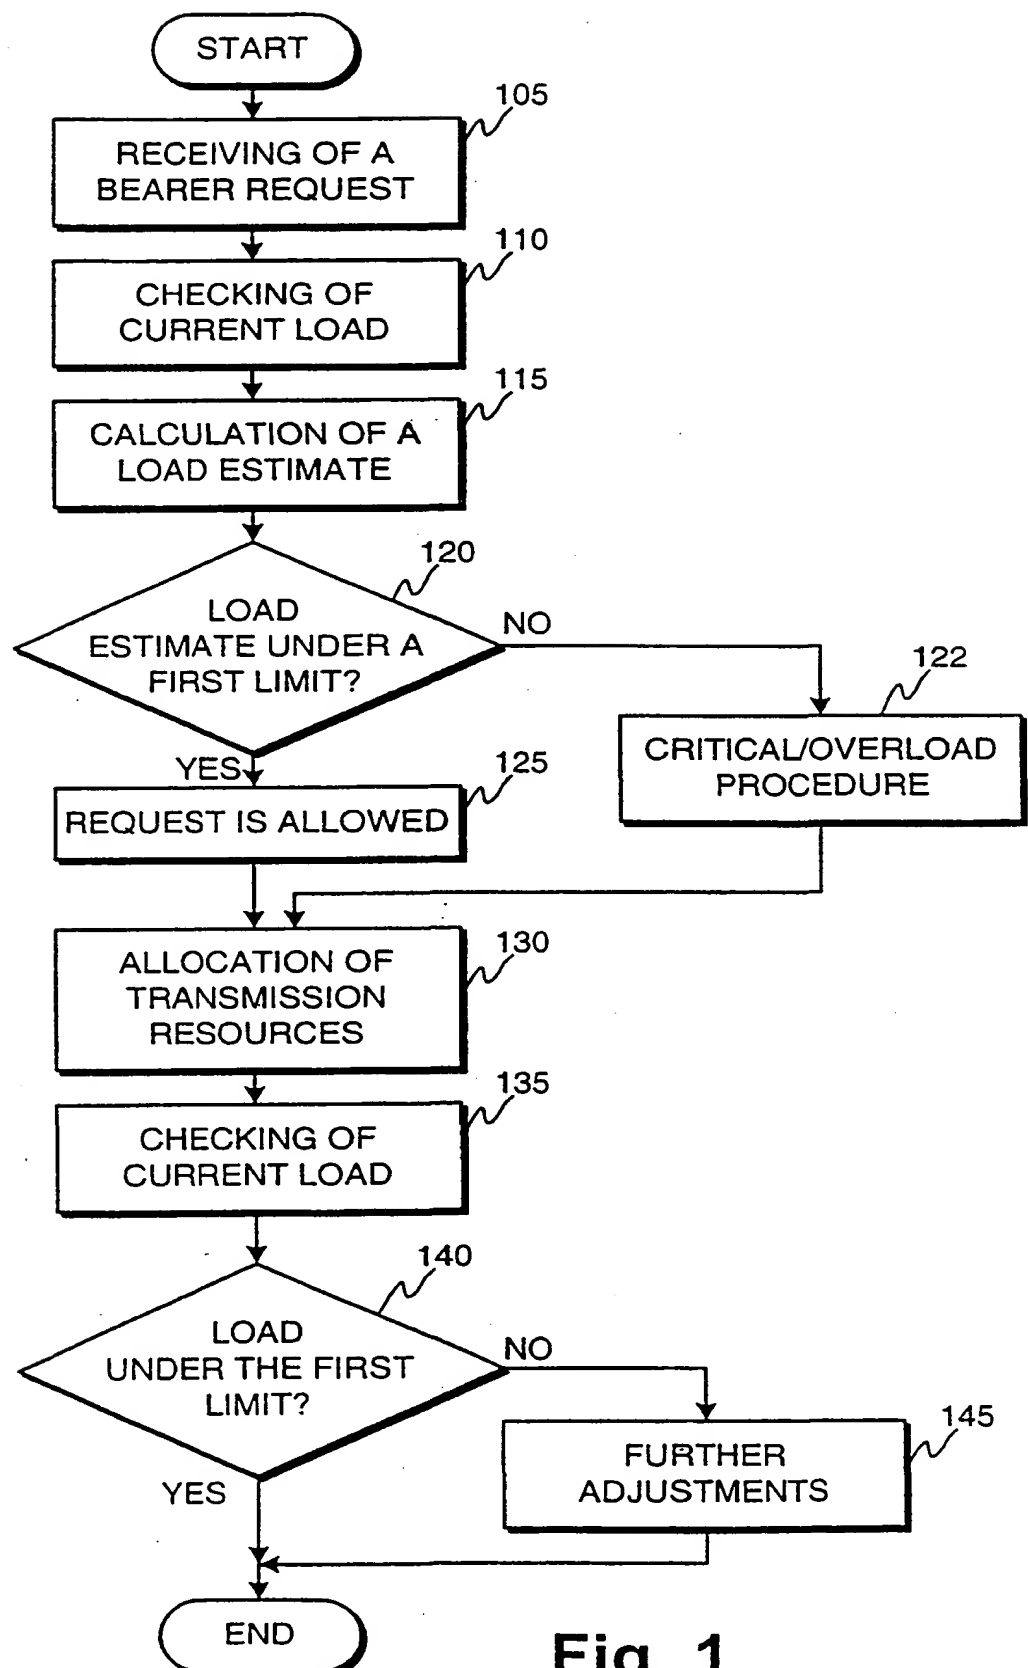 START
105
RECEIVING OF A
BEARER REQUEST
110
CHECKING OF
CURRENT LOAD
115
CALCULATION OF A
LOAD ESTIMATE
120
LOAD
ESTIMATE UNDER A
FIRST LIMIT?
NO
122
CRITICAL/OVERLOAD
PROCEDURE
YES
125
REQUEST IS ALLOWED
130
ALLOCATION OF
TRANSMISSION
RESOURCES
135
CHECKING OF
CURRENT LOAD
140
LOAD
UNDER THE FIRST
LIMIT?
NO
145
FURTHER
ADJUSTMENTS
YES
END
Fig. 1